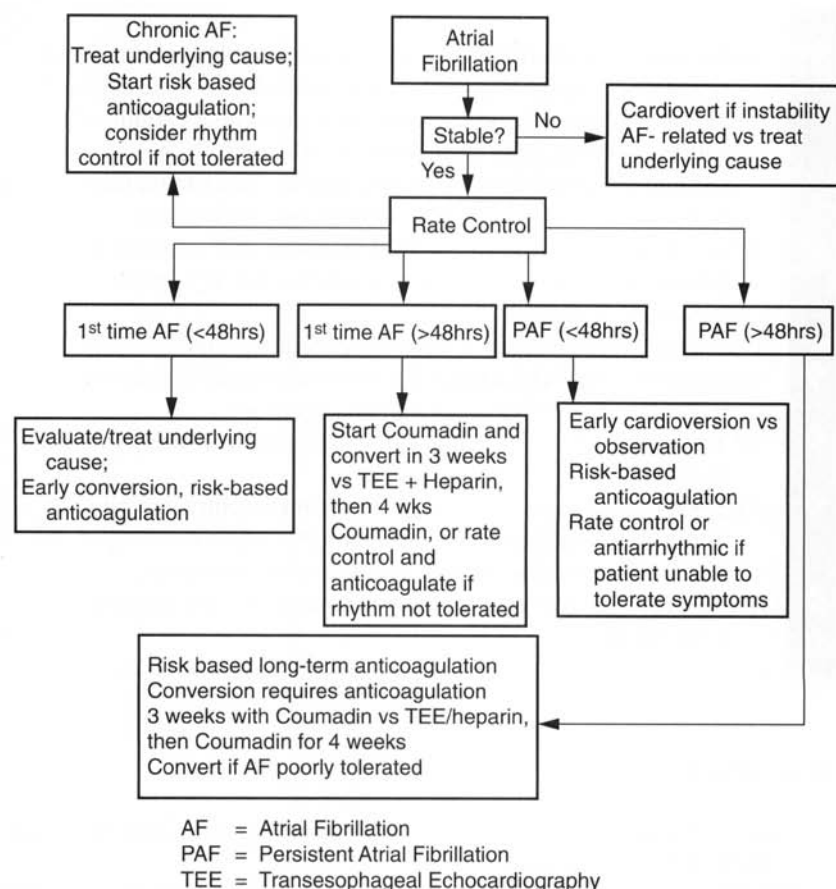 Chronic AF:
Treat underlying cause;
Start risk based
anticoagulation;
consider rhythm
control if not tolerated
Atrial
Fibrillation
Stable?
No
Cardiovert if instability
AF- related vs treat
underlying cause
Yes
Rate Control
1st time AF (<48hrs)
1st time AF (>48hrs)
PAF (<48hrs)
PAF (>48hrs)
Evaluate/treat underlying
cause;
Early conversion, risk-based
anticoagulation
Start Coumadin and
convert in 3 weeks
vs TEE + Heparin,
then 4 wks
Coumadin, or rate
control and
anticoagulate if
rhythm not tolerated
Early cardioversion vs
observation
Risk-based
anticoagulation
Rate control or
antiarrhythmic if
patient unable to
tolerate symptoms
Risk based long-term anticoagulation
Conversion requires anticoagulation
3 weeks with Coumadin vs TEE/heparin,
then Coumadin for 4 weeks
Convert if AF poorly tolerated
AF = Atrial Fibrillation
PAF = Persistent Atrial Fibrillation
TEE = Transesophageal Echocardiography